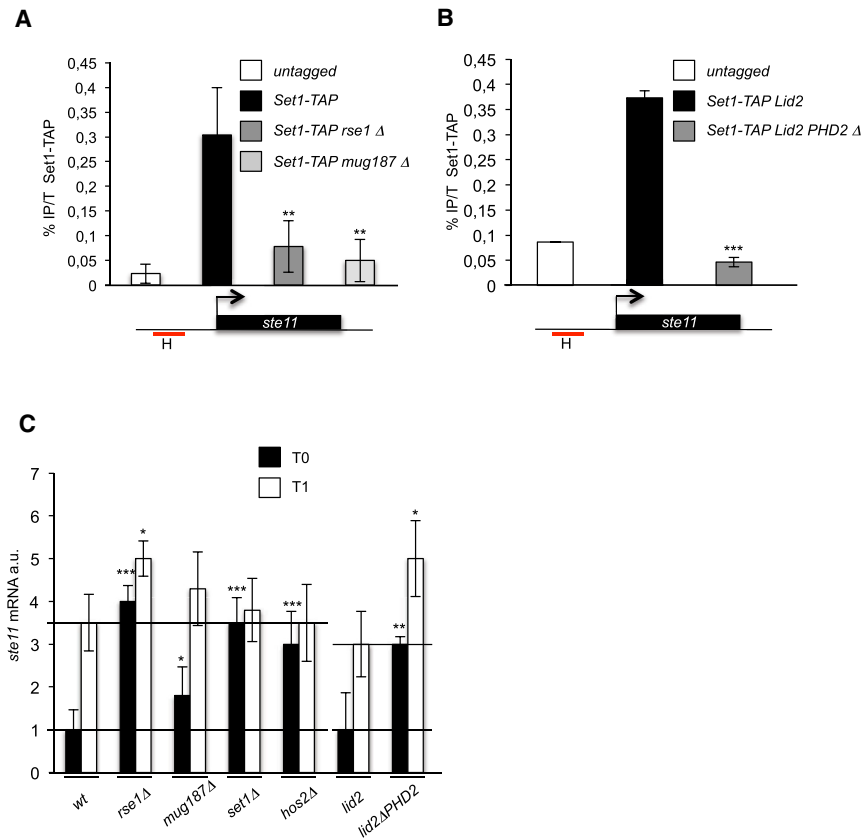 A
% IP/T Set1-TAP
0,45
0,4
0,35
0,3
0,25
0,2
0,15
0,1
0,05
0
untagged
Set1-TAP
Set1-TAP rse1 Δ
Set1-TAP mug187 Δ
**
**
ste11
H
B
% IP/T Set1-TAP
0,45
0,4
0,35
0,3
0,25
0,2
0,15
0,1
0,05
0
untagged
Set1-TAP Lid2
Set1-TAP Lid2 PHD2 Δ
***
ste11
H
C
T0
T1
ste11 mRNA a.u.
7
6
5
4
3
2
1
0
***
*
*
***
***
**
*
wt
rse1Δ
mug187Δ
set1Δ
hos2Δ
lid2
lid2ΔPHD2